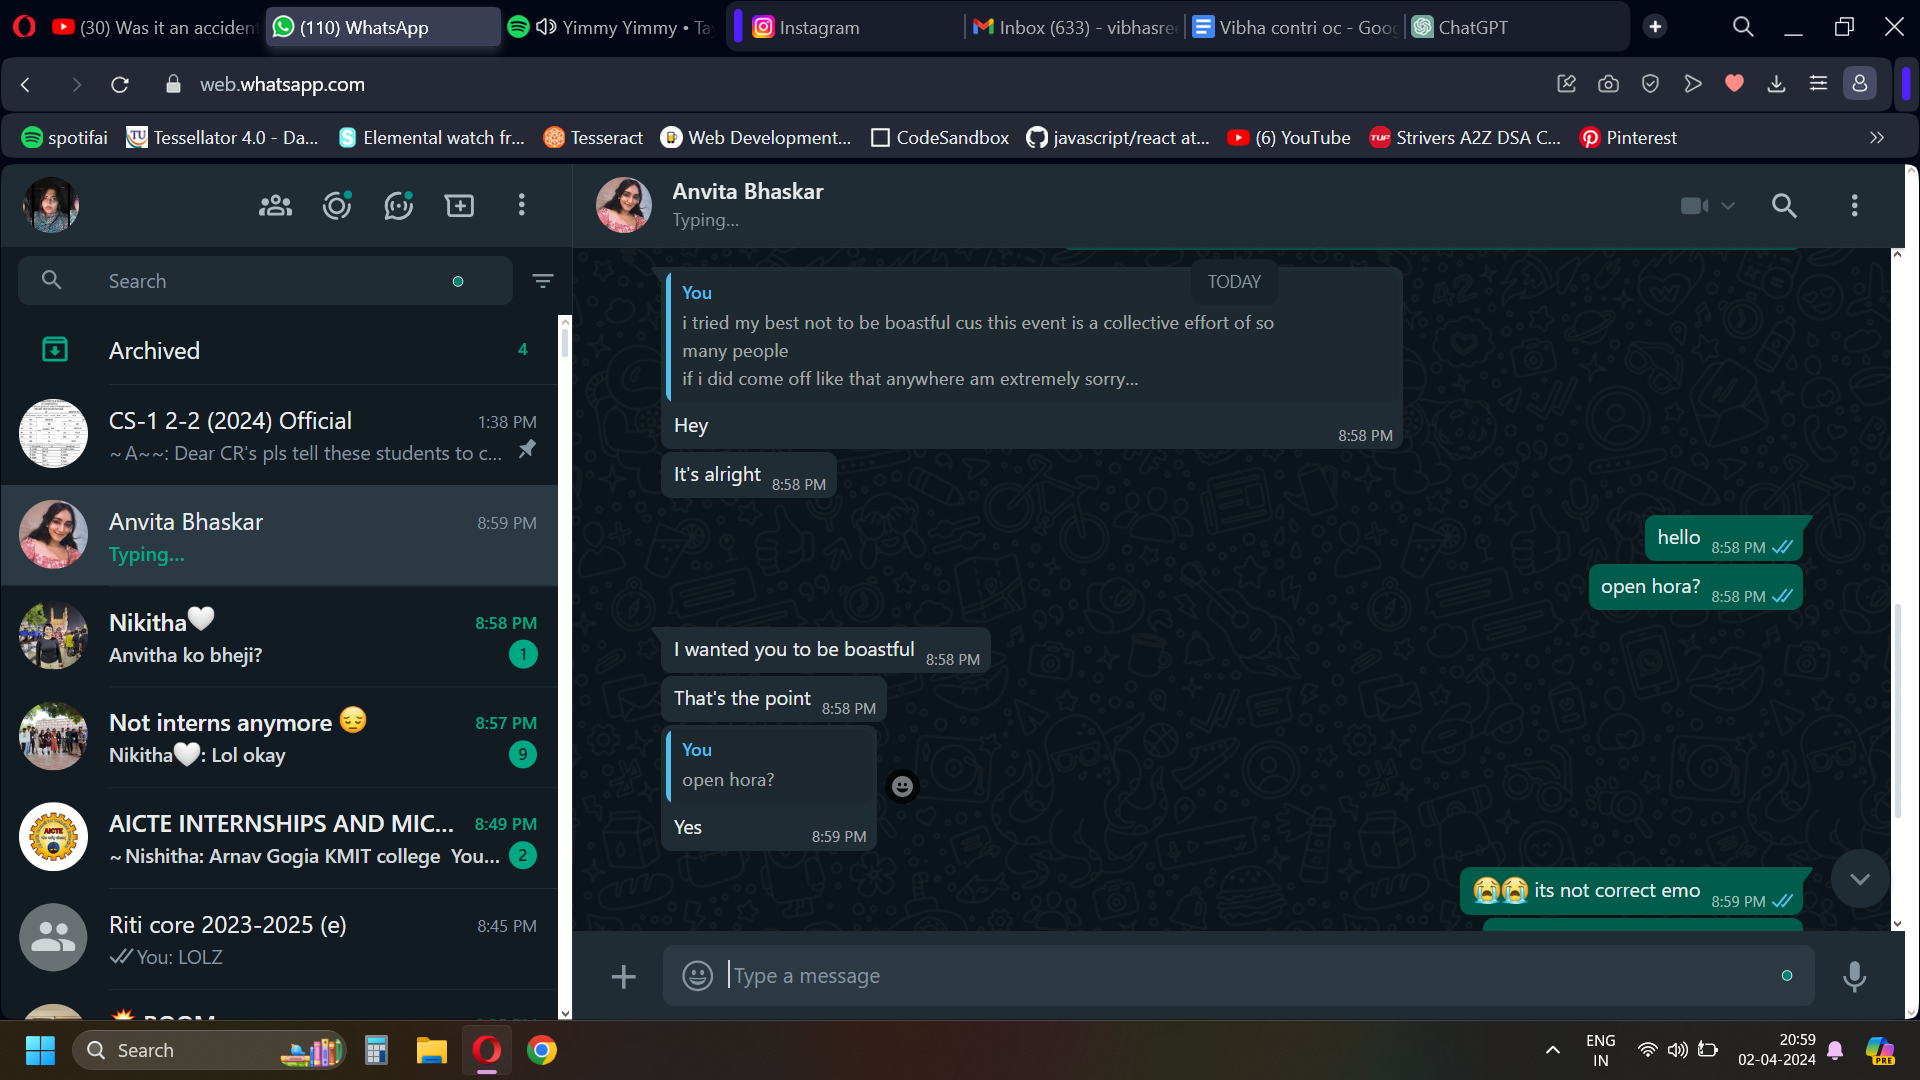 (30) Was it an acciden
(110) WhatsApp
Yimmy Yimmy • Ta
Instagram
Inbox (633) - vibhasre
Vibha contri oc - Goo
ChatGPT
web.whatsapp.com
spotifai
TU
Tessellator 4.0 - Da...
Elemental watch fr...
Tesseract
Web Development...
CodeSandbox
javascript/react at...
(6) YouTube
TUF
Strivers A2Z DSA C...
Pinterest
Search
Archived
4
CS-1 2-2 (2024) Official
1:38 PM
~ A~~: Dear CR's pls tell these students to c...
Anvita Bhaskar
8:59 PM
Typing...
Nikitha🤍
8:58 PM
Anvitha ko bheji?
1
Not interns anymore 😔
8:57 PM
Nikitha🤍: Lol okay
9
AICTE
AICTE INTERNSHIPS AND MIC...
8:49 PM
~ Nishitha: Arnav Gogia KMIT college You...
2
Riti core 2023-2025 (e)
8:45 PM
You: LOLZ
Anvita Bhaskar
Typing...
TODAY
You
i tried my best not to be boastful cus this event is a collective effort of so
many people
if i did come off like that anywhere am extremely sorry...
Hey
8:58 PM
It's alright 8:58 PM
hello 8:58 PM
open hora? 8:58 PM
I wanted you to be boastful 8:58 PM
That's the point 8:58 PM
You
open hora?
Yes
8:59 PM
😭😭 its not correct emo 8:59 PM
Type a message
Search
ENG
IN
20:59
02-04-2024
PRE